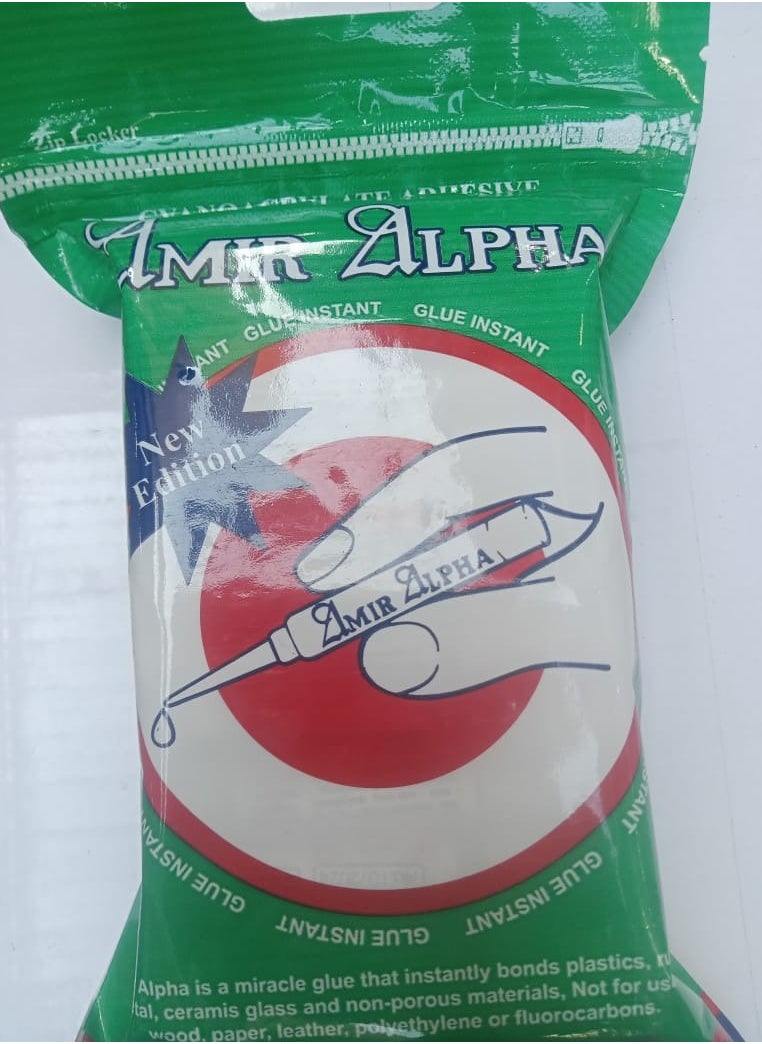 Zip Locker
CYANOACRYLATE ADHESIVE
AMIR ALPHA
GLUE INSTANT
GLUE INSTANT
GLUE INSTANT
New
Edition
AMIR ALPHA
GLUE INSTANT
GLUE INSTANT
GLUE INSTANT
Alpha is a miracle glue that instantly bonds plastics,
tal, ceramis glass and non-porous materials, Not for us
wood, paper, leather, polyethylene or fluorocarbons.